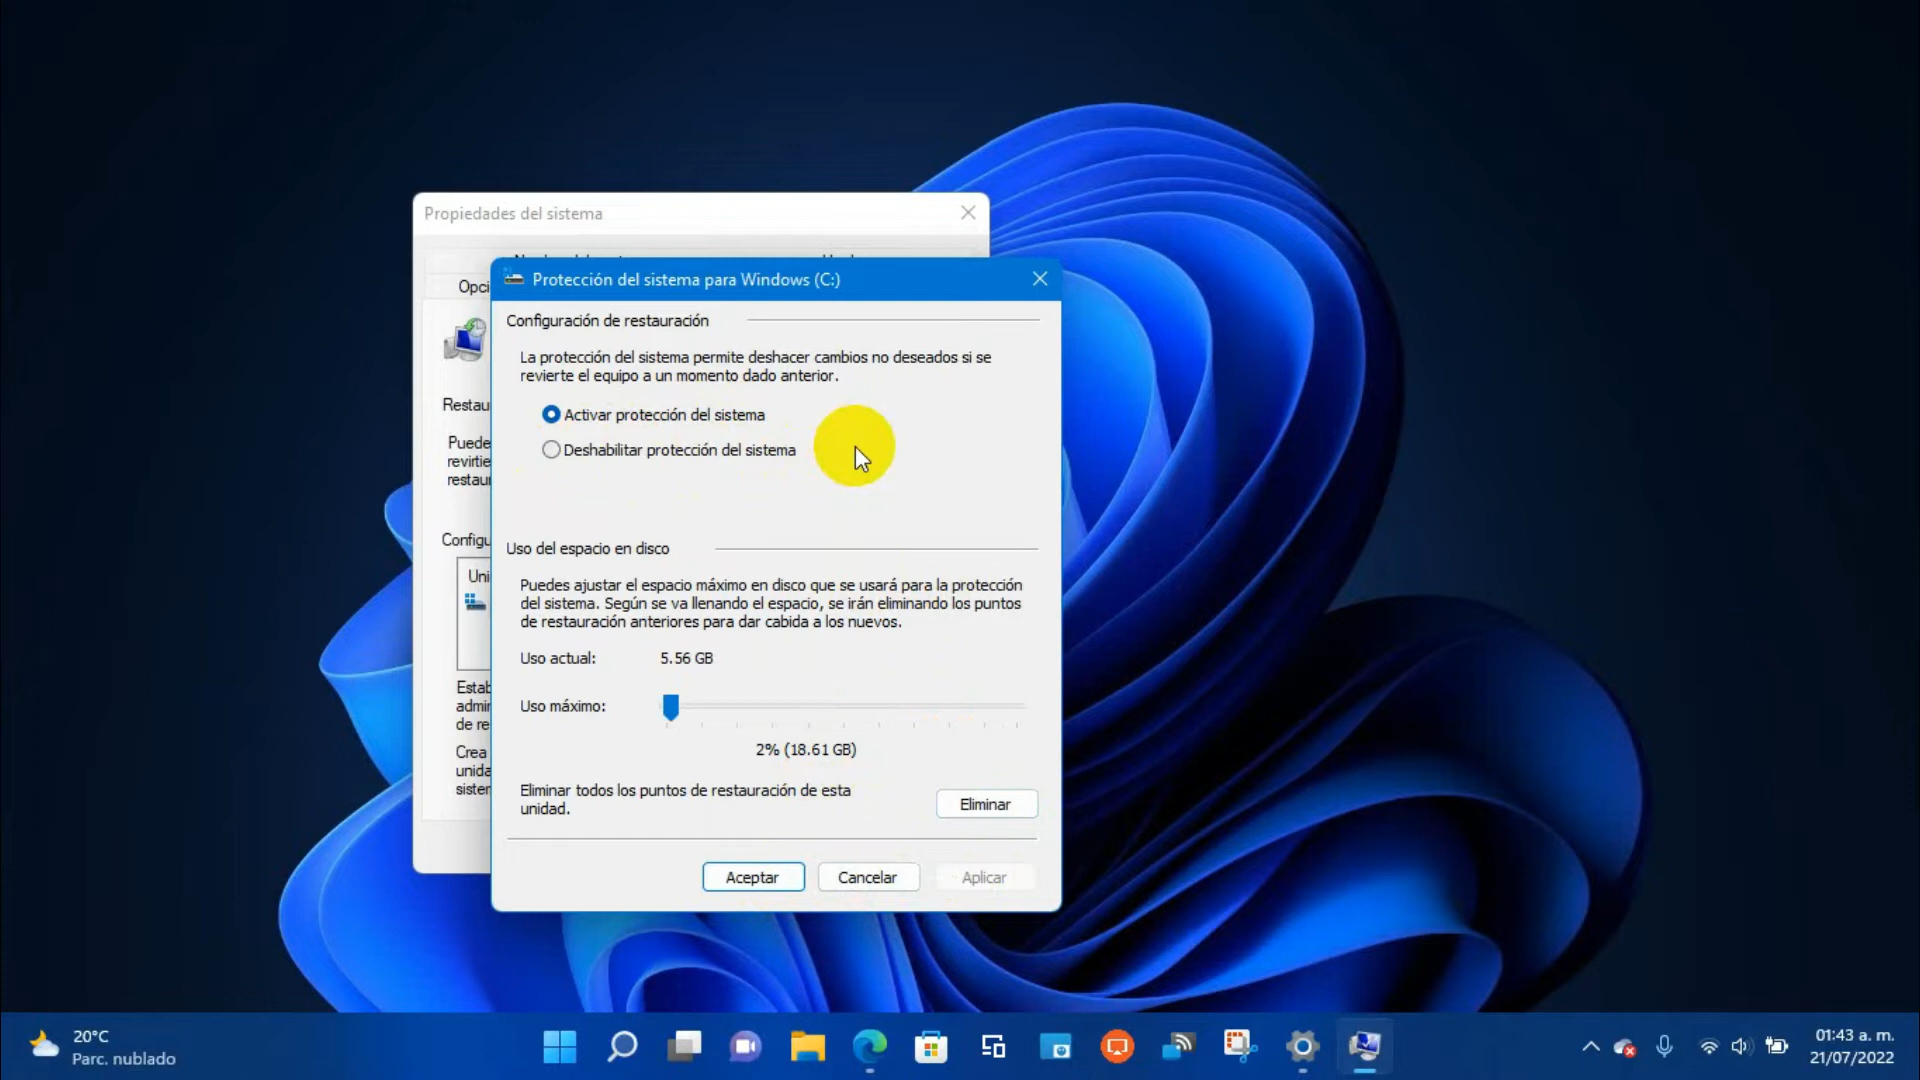 Propiedades del sistema
Opci
Protección del sistema para Windows (C:)
Configuración de restauración
La protección del sistema permite deshacer cambios no deseados si se
revierte el equipo a un momento dado anterior.
Activar protección del sistema
Deshabilitar protección del sistema
Restau
Puede
revirtie
restau
Configu
Uni
Estab
admin
de re
Crea
unida
sister
Uso del espacio en disco
Puedes ajustar el espacio máximo en disco que se usará para la protección
del sistema. Según se va llenando el espacio, se irán eliminando los puntos
de restauración anteriores para dar cabida a los nuevos.
Uso actual: 5.56 GB
Uso máximo:
2% (18.61 GB)
Eliminar todos los puntos de restauración de esta
unidad.
Eliminar
Aceptar
Cancelar
Aplicar
20°C
Parc. nublado
01:43 a. m.
21/07/2022